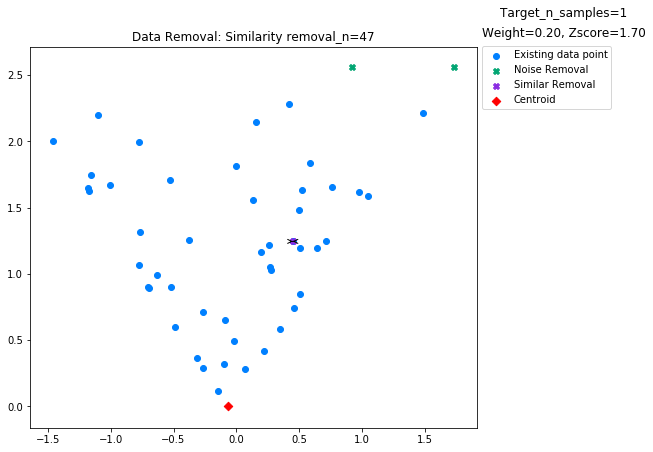 Target_n_samples=1
Weight=0.20, Zscore=1.70
Data Removal: Similarity removal_n=47
Existing data point
Noise Removal
Similar Removal
Centroid
2.5
2.0
1.5
1.0
0.5
0.0
−1.5 −1.0 −0.5 0.0 0.5 1.0 1.5